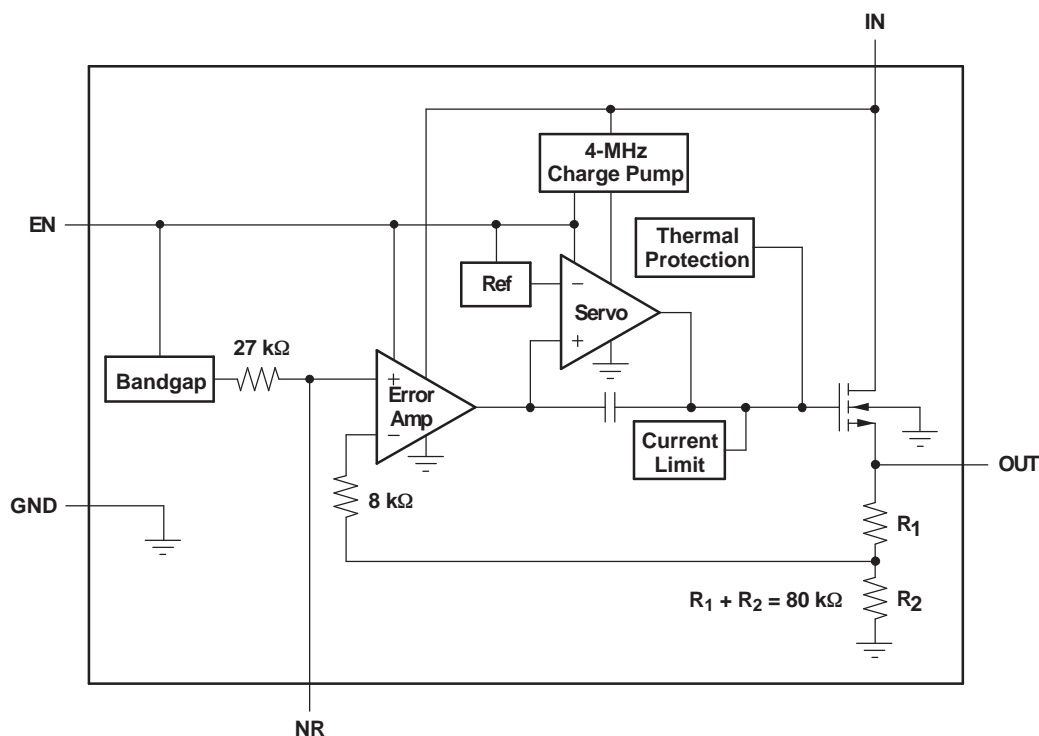 IN
4-MHz
Charge Pump
EN
Thermal
Protection
Ref
−
Servo
+
27 kΩ
Bandgap
+
Error
Amp
−
Current
Limit
OUT
GND
8 kΩ
R1
R1 + R2 = 80 kΩ
R2
NR